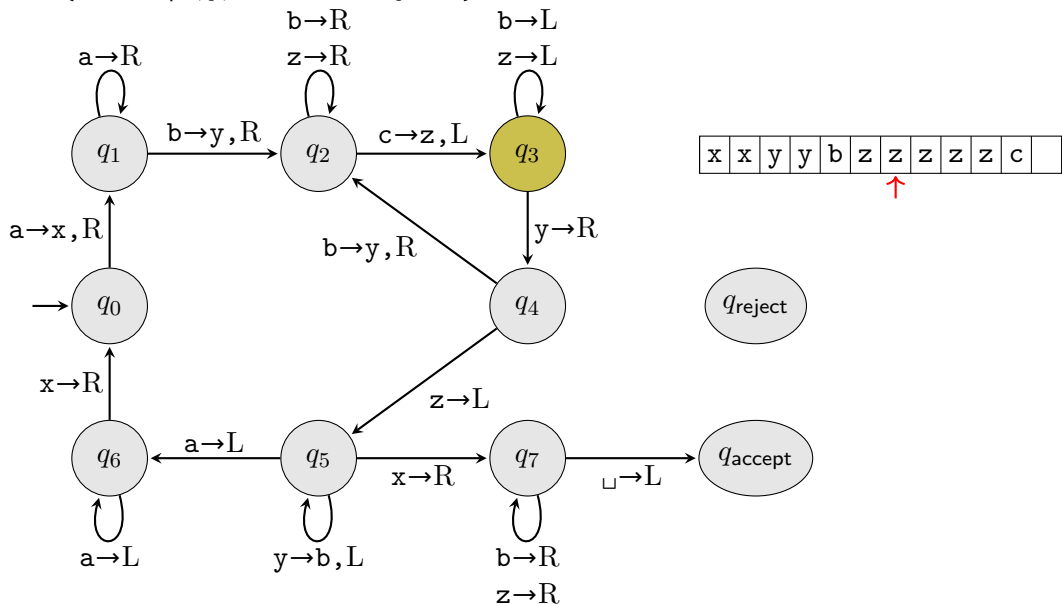 b→R
b→L
a→R
z→R
z→L
q1
b→y,R
q2
c→z,L
q3
x x y y b z z z z z c
↑
a→x,R
b→y,R
y→R
q0
q4
qreject
x→R
z→L
q6
a→L
q5
x→R
q7
␣→L
qaccept
a→L
y→b,L
b→R
z→R